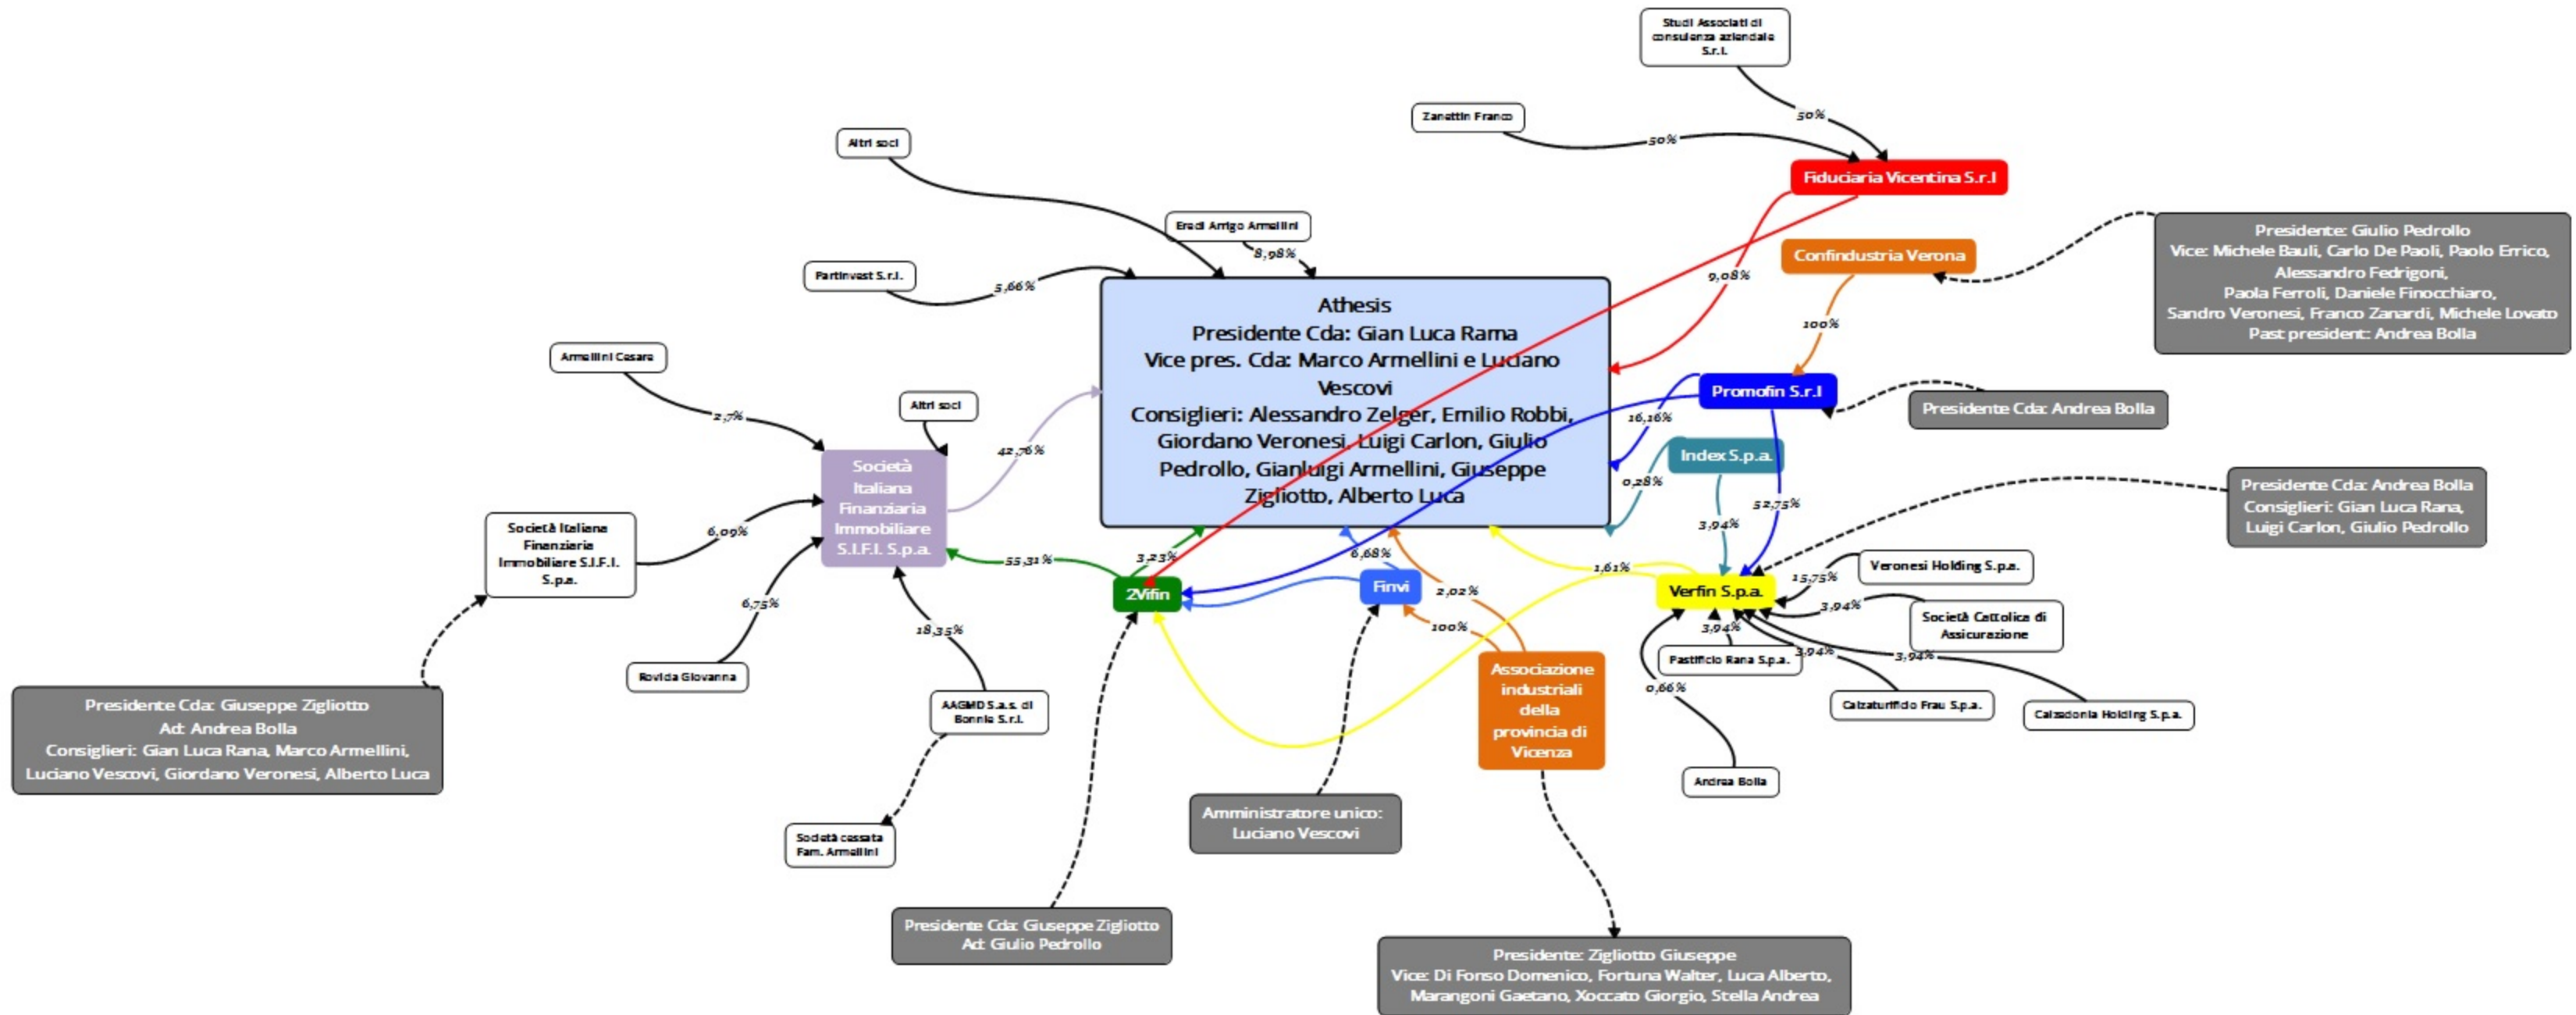 Studi Associati di
consulenza aziendale
S.r.l.
50%
Zanettin Franco
50%
Fiduciaria Vicentina S.r.l
Altri soci
Eredi Arrigo Armellini
8,98%
Partinvest S.r.l.
5,66%
9,08%
Confindustria Verona
100%
Presidente: Giulio Pedrollo
Vice: Michele Bauli, Carlo De Paoli, Paolo Errico,
Alessandro Fedrigoni,
Paola Ferroli, Daniele Finocchiaro,
Sandro Veronesi, Franco Zanardi, Michele Lovato
Past president: Andrea Bolla
Athesis
Presidente Cda: Gian Luca Rama
Vice pres. Cda: Marco Armellini e Luciano
Vescovi
Consiglieri: Alessandro Zelger, Emilio Robbi,
Giordano Veronesi, Luigi Carlon, Giulio
Pedrollo, Gianluigi Armellini, Giuseppe
Zigliotto, Alberto Luca
Armellini Cesare
2,7%
Altri soci
42,76%
Promofin S.r.l
16,16%
Presidente Cda: Andrea Bolla
Index S.p.a.
0,28%
3,94%
52,75%
Presidente Cda: Andrea Bolla
Consiglieri: Gian Luca Rana,
Luigi Carlon, Giulio Pedrollo
Società
Italiana
Finanziaria
Immobiliare
S.I.F.I. S.p.a.
Società Italiana
Finanziaria
Immobiliare S.I.F.I.
S.p.a.
6,09%
6,75%
55,31%
3,23%
6,68%
2,02%
1,61%
2Vifin
Finvi
100%
Verfin S.p.a.
15,75%
Veronesi Holding S.p.a.
3,94%
Società Cattolica di
Assicurazione
3,94%
Pastificio Rana S.p.a.
3,94%
3,94%
0,66%
Calzaturificio Frau S.p.a.
Calzedonia Holding S.p.a.
Andrea Bolla
18,35%
Rovida Giovanna
AAGMD S.a.s. di
Bonnie S.r.l.
Associazione
industriali
della
provincia di
Vicenza
Presidente Cda: Giuseppe Zigliotto
Ad: Andrea Bolla
Consiglieri: Gian Luca Rana, Marco Armellini,
Luciano Vescovi, Giordano Veronesi, Alberto Luca
Società cessata
Fam. Armellini
Amministratore unico:
Luciano Vescovi
Presidente Cda: Giuseppe Zigliotto
Ad: Giulio Pedrollo
Presidente: Zigliotto Giuseppe
Vice: Di Fonso Domenico, Fortuna Walter, Luca Alberto,
Marangoni Gaetano, Xoccato Giorgio, Stella Andrea